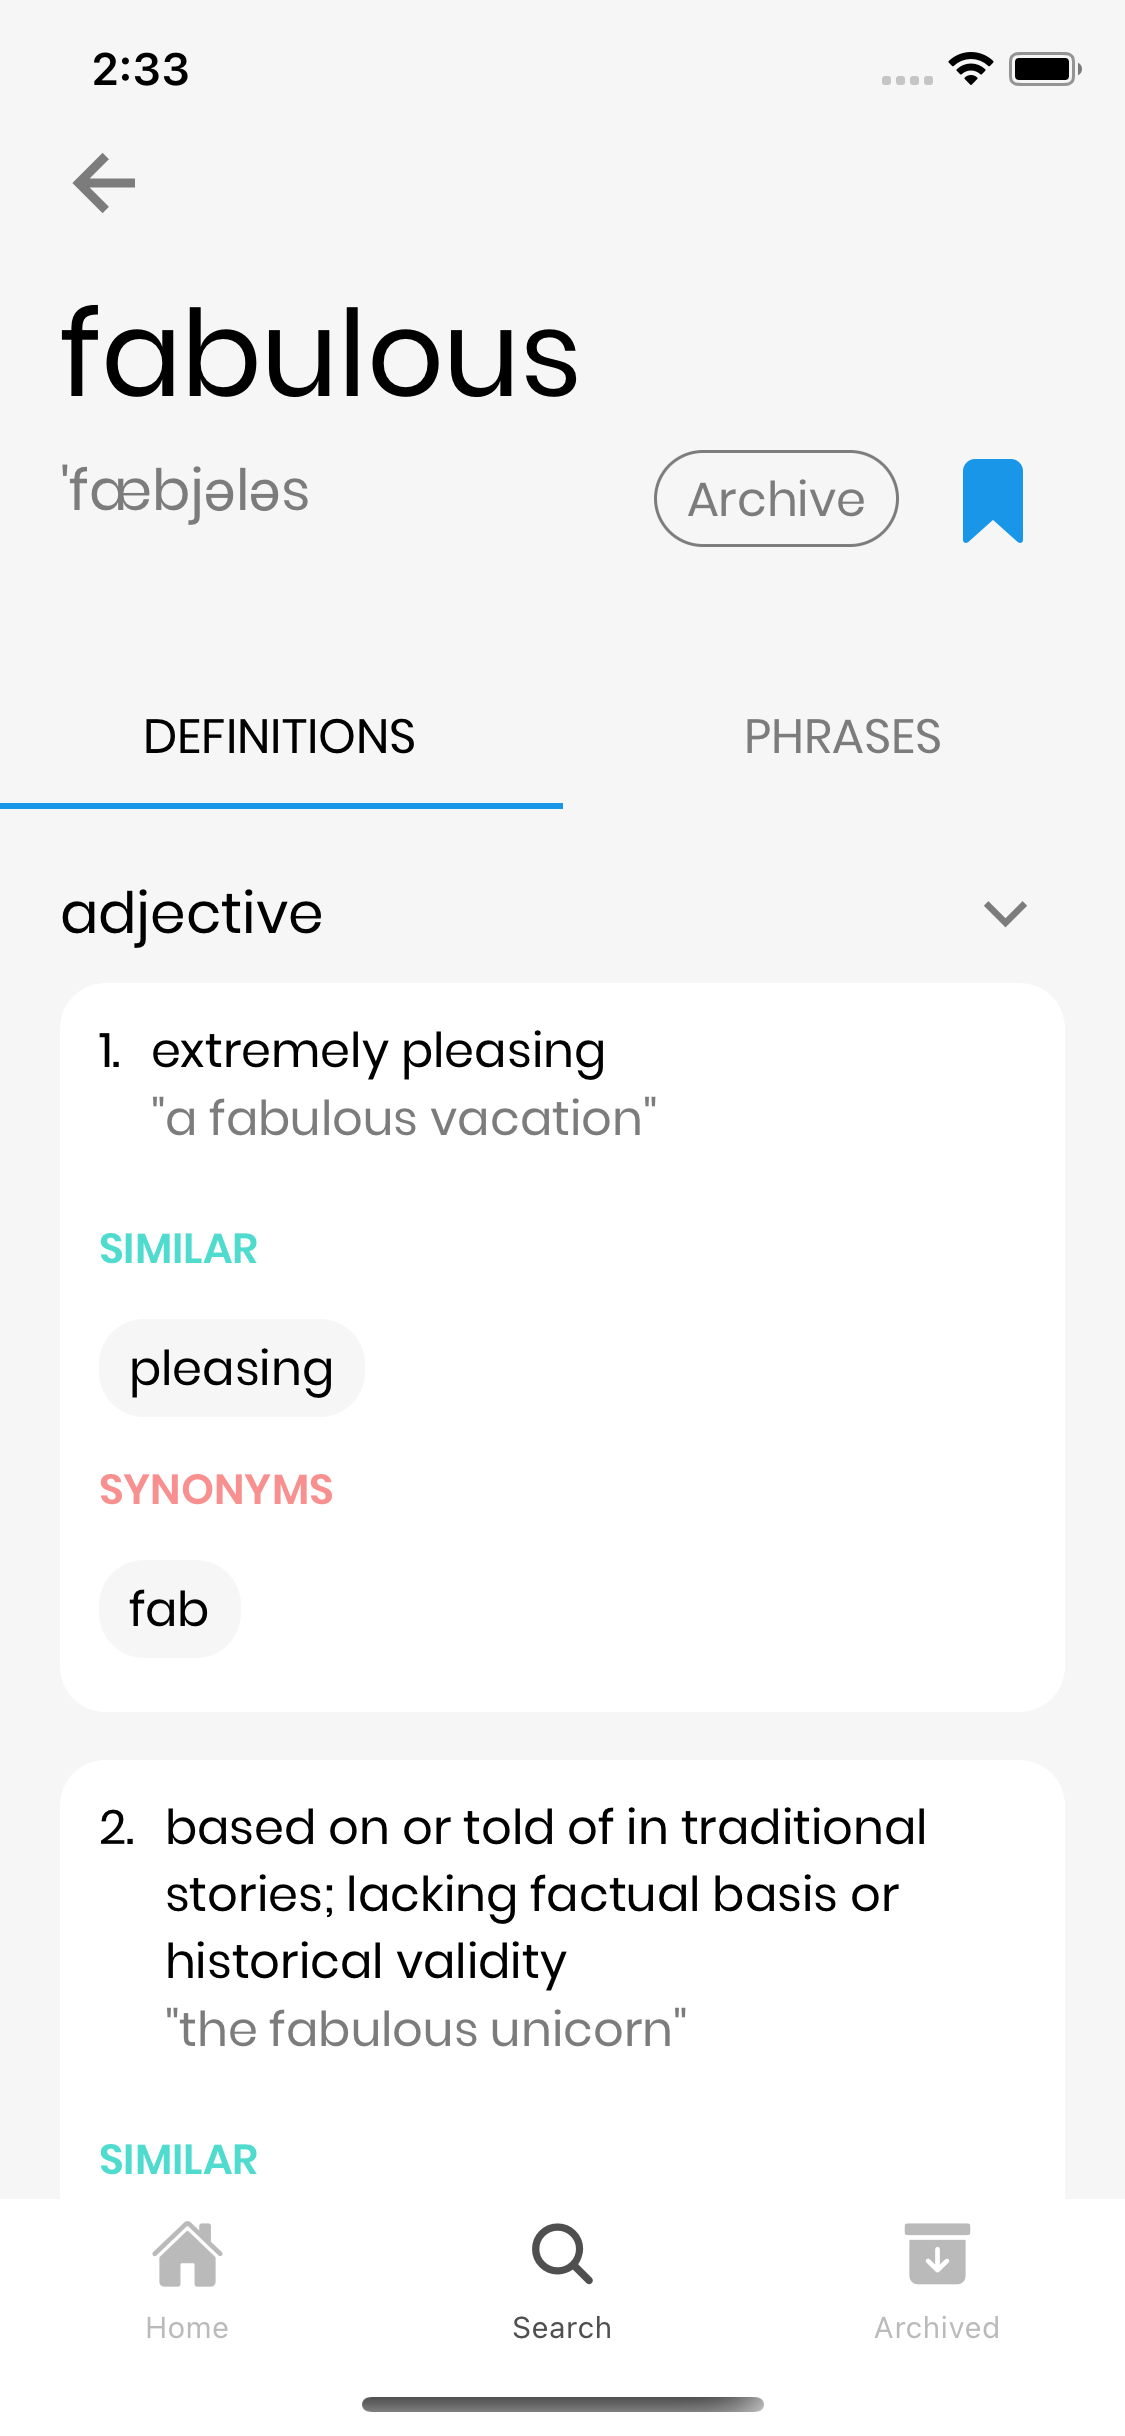 2:33
fabulous
ˈfæbjələs
Archive
DEFINITIONS
PHRASES
adjective
1. extremely pleasing
"a fabulous vacation"
SIMILAR
pleasing
SYNONYMS
fab
2. based on or told of in traditional
stories; lacking factual basis or
historical validity
"the fabulous unicorn"
SIMILAR
Home
Search
Archived